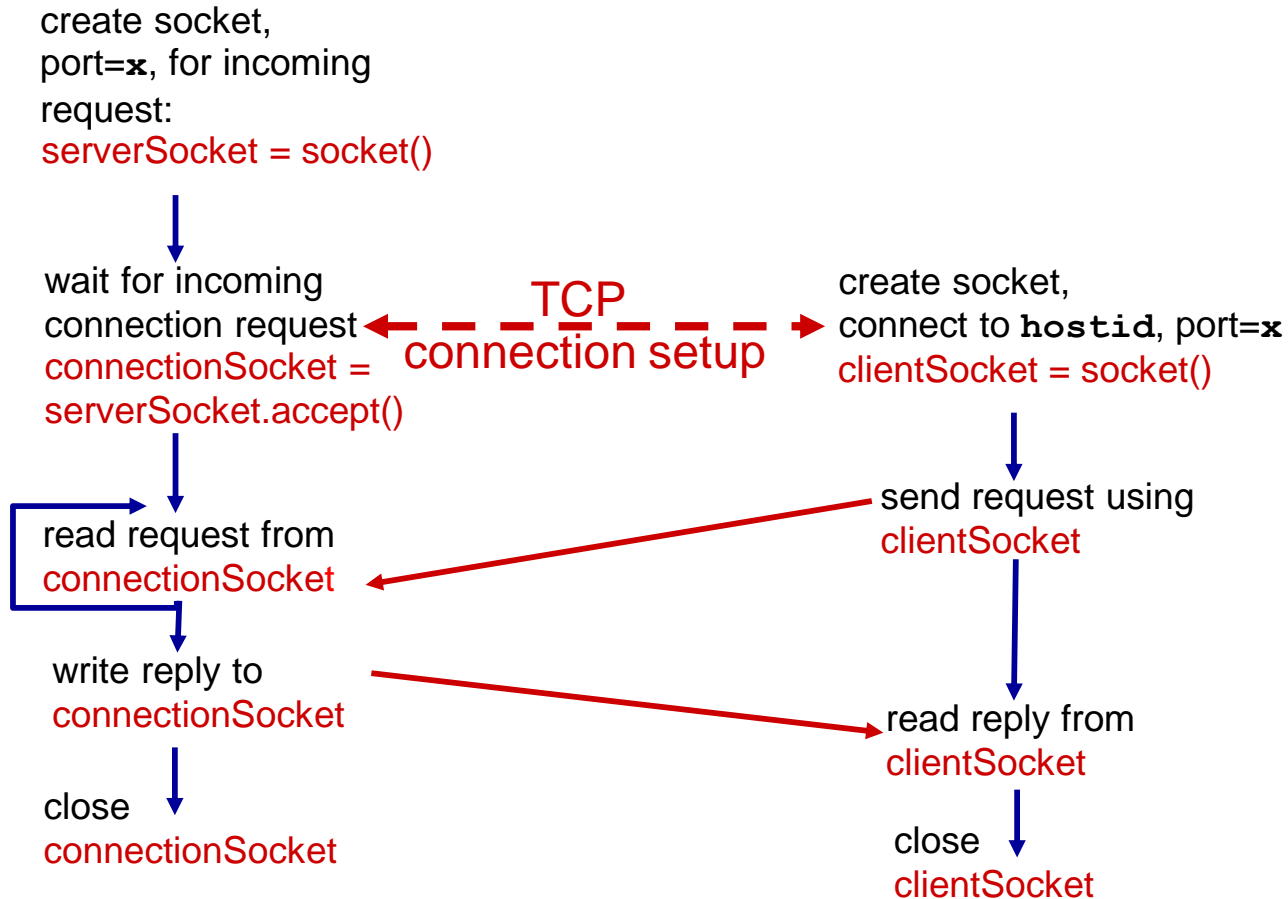 create socket,
port=x, for incoming
request:
serverSocket = socket()
wait for incoming
connection request
connectionSocket =
serverSocket.accept()
TCP
connection setup
create socket,
connect to hostid, port=x
clientSocket = socket()
read request from
connectionSocket
send request using
clientSocket
write reply to
connectionSocket
read reply from
clientSocket
close
connectionSocket
close
clientSocket